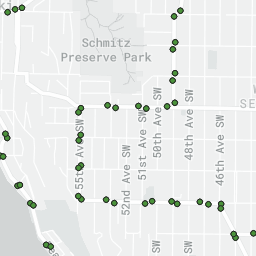 ki
Schmitz
Preserve Park
W
SE
55th Ave SW
52nd Ave SW
51st Ave SW
50th Ave SW
48th Ave SW
46th Ave SW
SW
SW